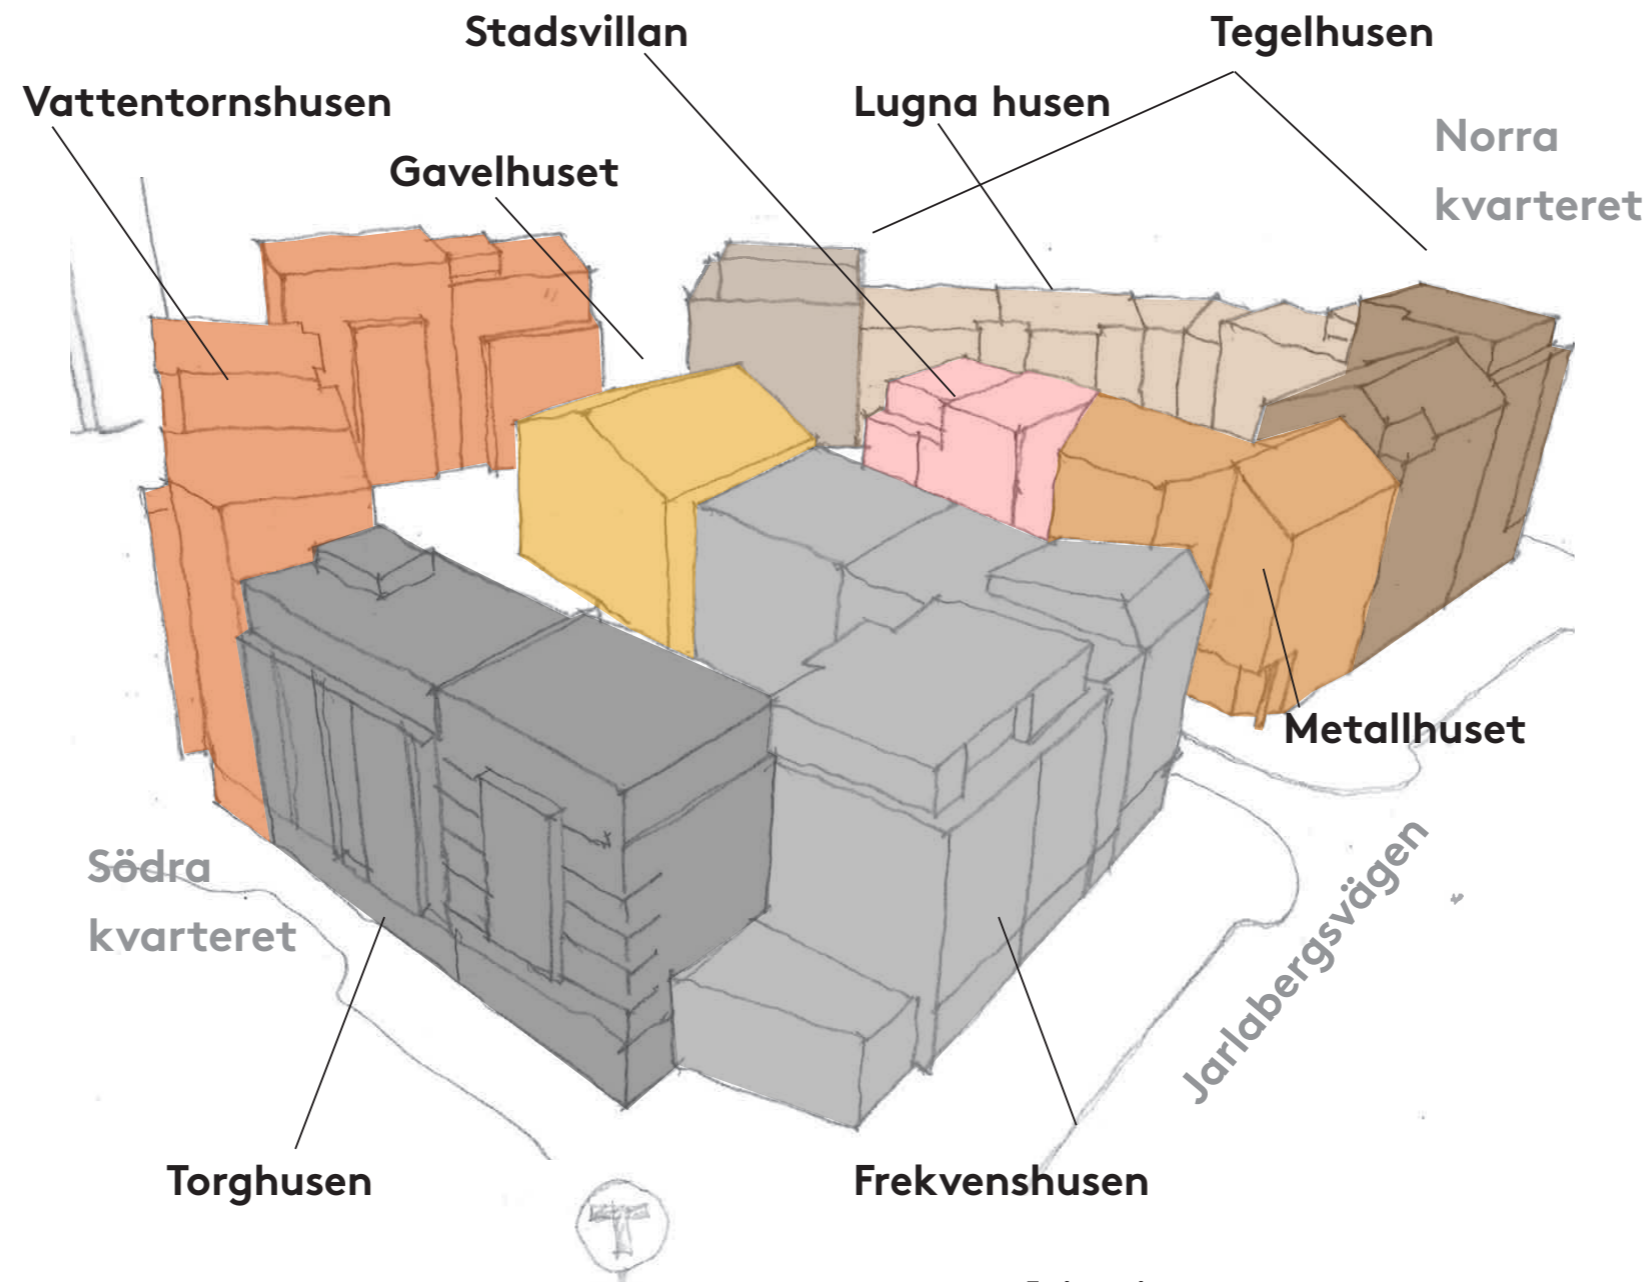 Stadsvillan
Tegelhusen
Vattentornshusen
Lugna husen
Gavelhuset
Norra
kvarteret
Metallhuset
Södra
kvarteret
Jarlabergsvägen
Torghusen
Frekvenshusen
T